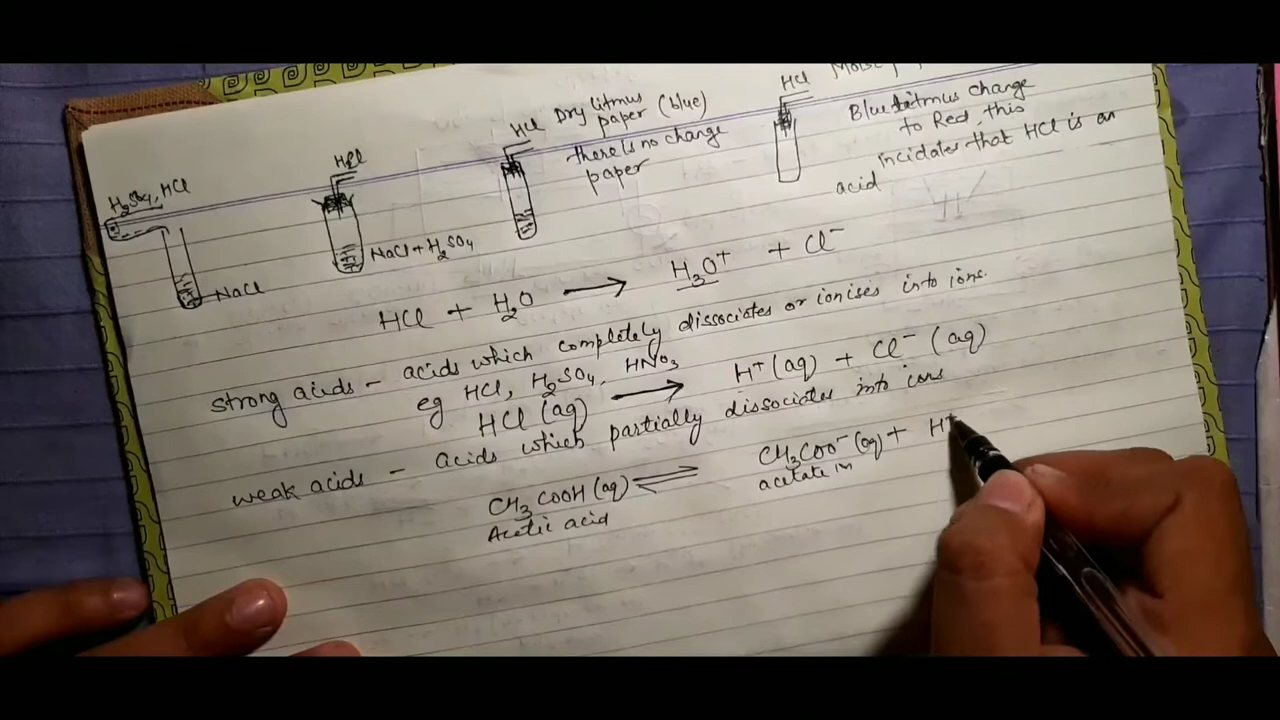 HCl
Dry litmus
paper (blue)
there is no change
paper
HCl
Blue litmus change
to Red, this
incidates that HCl is an
acid
H₂SO₄, HCl
HCl
NaCl + H₂SO₄
NaCl
HCl + H₂O ⟶ H₃O⁺ + Cl⁻
strong acids - acids which completely dissociates or ionises into ions.
eg HCl, H₂SO₄, HNO₃
HCl (aq) ⟶ H⁺ (aq) + Cl⁻ (aq)
weak acids - acids which partially dissociates into ions
CH₃COOH (aq) ⇌ CH₃COO⁻ (aq) + H⁺
Acetic acid acetate